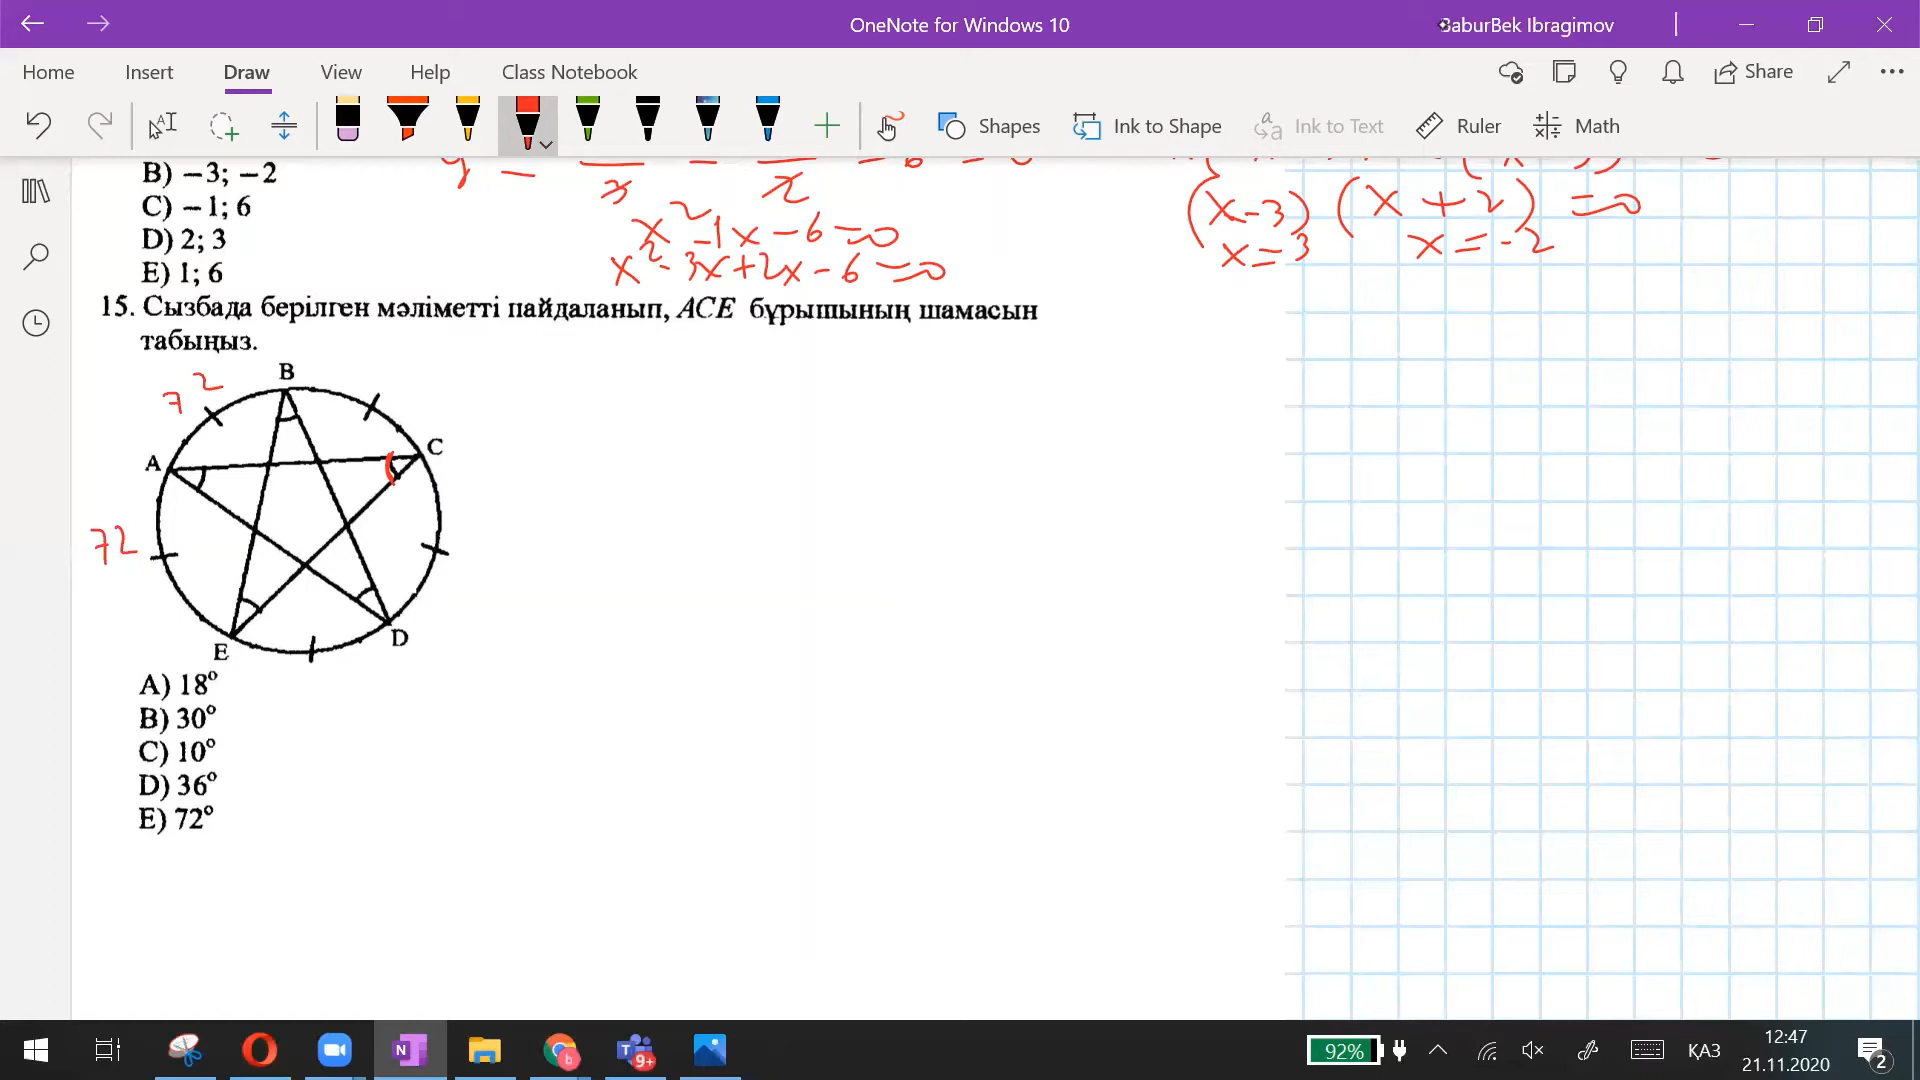 OneNote for Windows 10
BaburBek Ibragimov
Home Insert Draw View Help Class Notebook
Share
Shapes Ink to Shape Ink to Text Ruler Math
B) −3; −2
C) −1; 6
D) 2; 3
E) 1; 6
x² − 1x − 6 = 0
x² − 3x + 2x − 6 = 0
(x − 3) (x + 2) = 0
x = 3 x = −2
15. Сызбада берілген мәліметті пайдаланып, ACE бұрышының шамасын
табыңыз.
B
72
C
A
72
E
D
A) 18°
B) 30°
C) 10°
D) 36°
E) 72°
92%
ҚАЗ
12:47
21.11.2020
9+
2